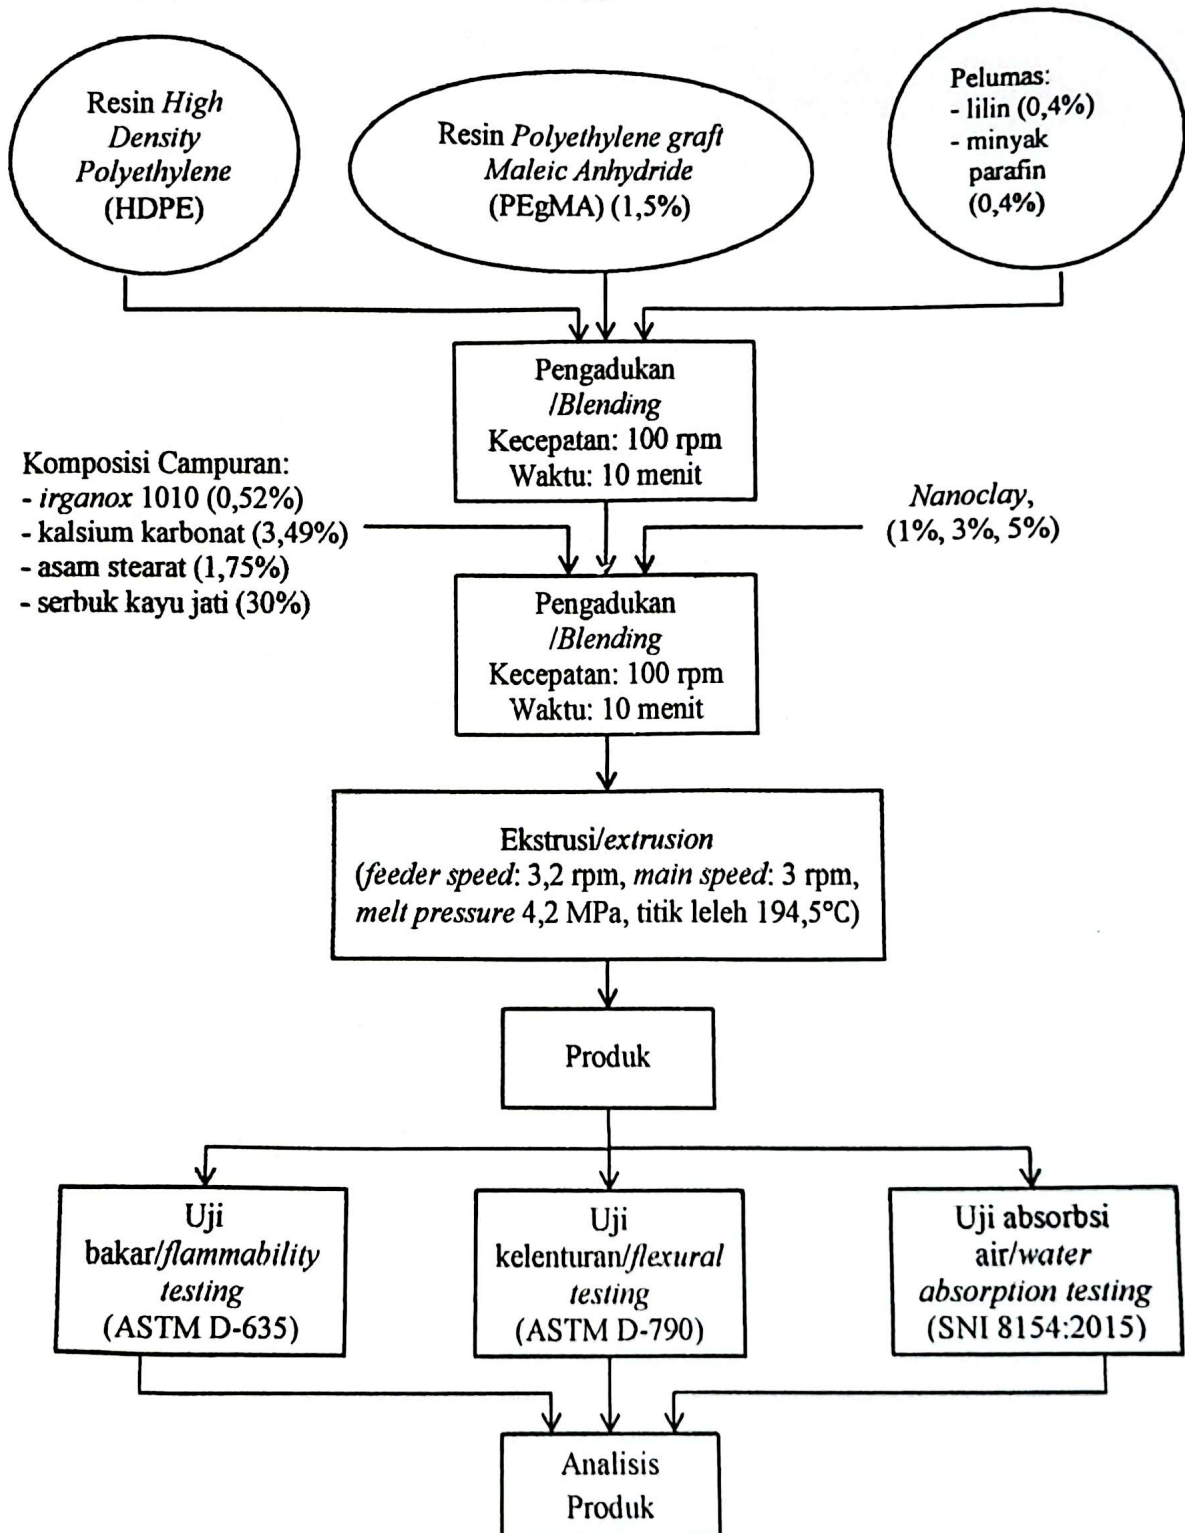 Resin High
Density
Polyethylene
(HDPE)
Resin Polyethylene graft
Maleic Anhydride
(PEgMA) (1,5%)
Pelumas:
- lilin (0,4%)
- minyak
parafin
(0,4%)
Pengadukan
/Blending
Kecepatan: 100 rpm
Waktu: 10 menit
Komposisi Campuran:
- irganox 1010 (0,52%)
- kalsium karbonat (3,49%)
- asam stearat (1,75%)
- serbuk kayu jati (30%)
Nanoclay,
(1%, 3%, 5%)
Pengadukan
/Blending
Kecepatan: 100 rpm
Waktu: 10 menit
Ekstrusi/extrusion
(feeder speed: 3,2 rpm, main speed: 3 rpm,
melt pressure 4,2 MPa, titik leleh 194,5°C)
Produk
Uji
bakar/flammability
testing
(ASTM D-635)
Uji
kelenturan/flexural
testing
(ASTM D-790)
Uji absorbsi
air/water
absorption testing
(SNI 8154:2015)
Analisis
Produk